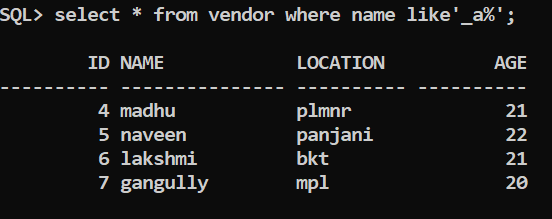 SQL> select * from vendor where name like'_a%';
ID NAME LOCATION AGE
---------- --------------- ---------- ----------
4 madhu plmnr 21
5 naveen panjani 22
6 lakshmi bkt 21
7 gangully mpl 20